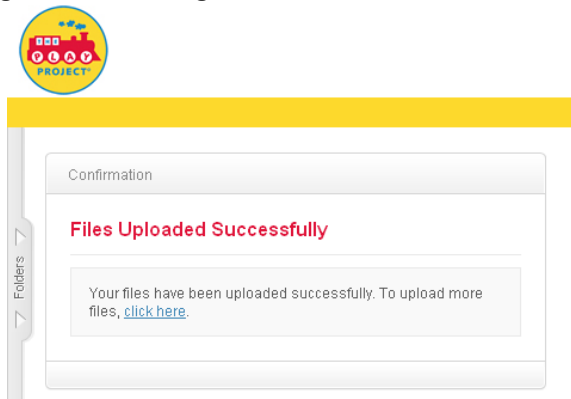 THE
PLAY
PROJECT
Confirmation
Files Uploaded Successfully
Folders
Your files have been uploaded successfully. To upload more
files, click here.